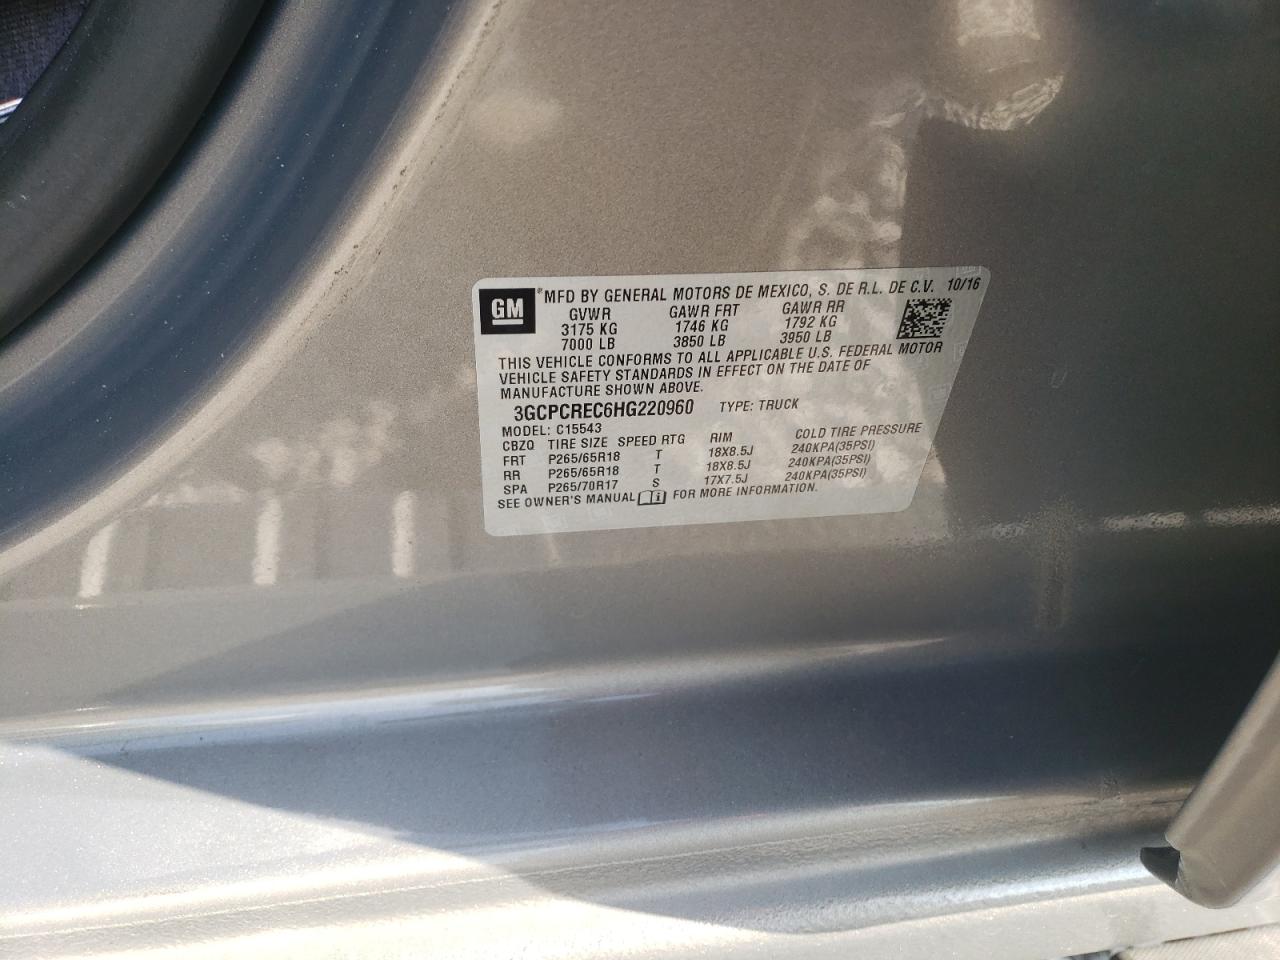 GM *MFD BY GENERAL MOTORS DE MEXICO, S. DE R.L. DE C.V. 10/16
GVWR GAWR FRT GAWR RR
3175 KG 1746 KG 1792 KG
7000 LB 3850 LB 3950 LB
THIS VEHICLE CONFORMS TO ALL APPLICABLE U.S. FEDERAL MOTOR
VEHICLE SAFETY STANDARDS IN EFFECT ON THE DATE OF
MANUFACTURE SHOWN ABOVE.
3GCPCREC6HG220960 TYPE: TRUCK
MODEL: C15543
CBZQ TIRE SIZE SPEED RTG RIM COLD TIRE PRESSURE
FRT P265/65R18 T 18X8.5J 240KPA(35PSI)
RR P265/65R18 T 18X8.5J 240KPA(35PSI)
SPA P265/70R17 S 17X7.5J 240KPA(35PSI)
SEE OWNER'S MANUAL FOR MORE INFORMATION.